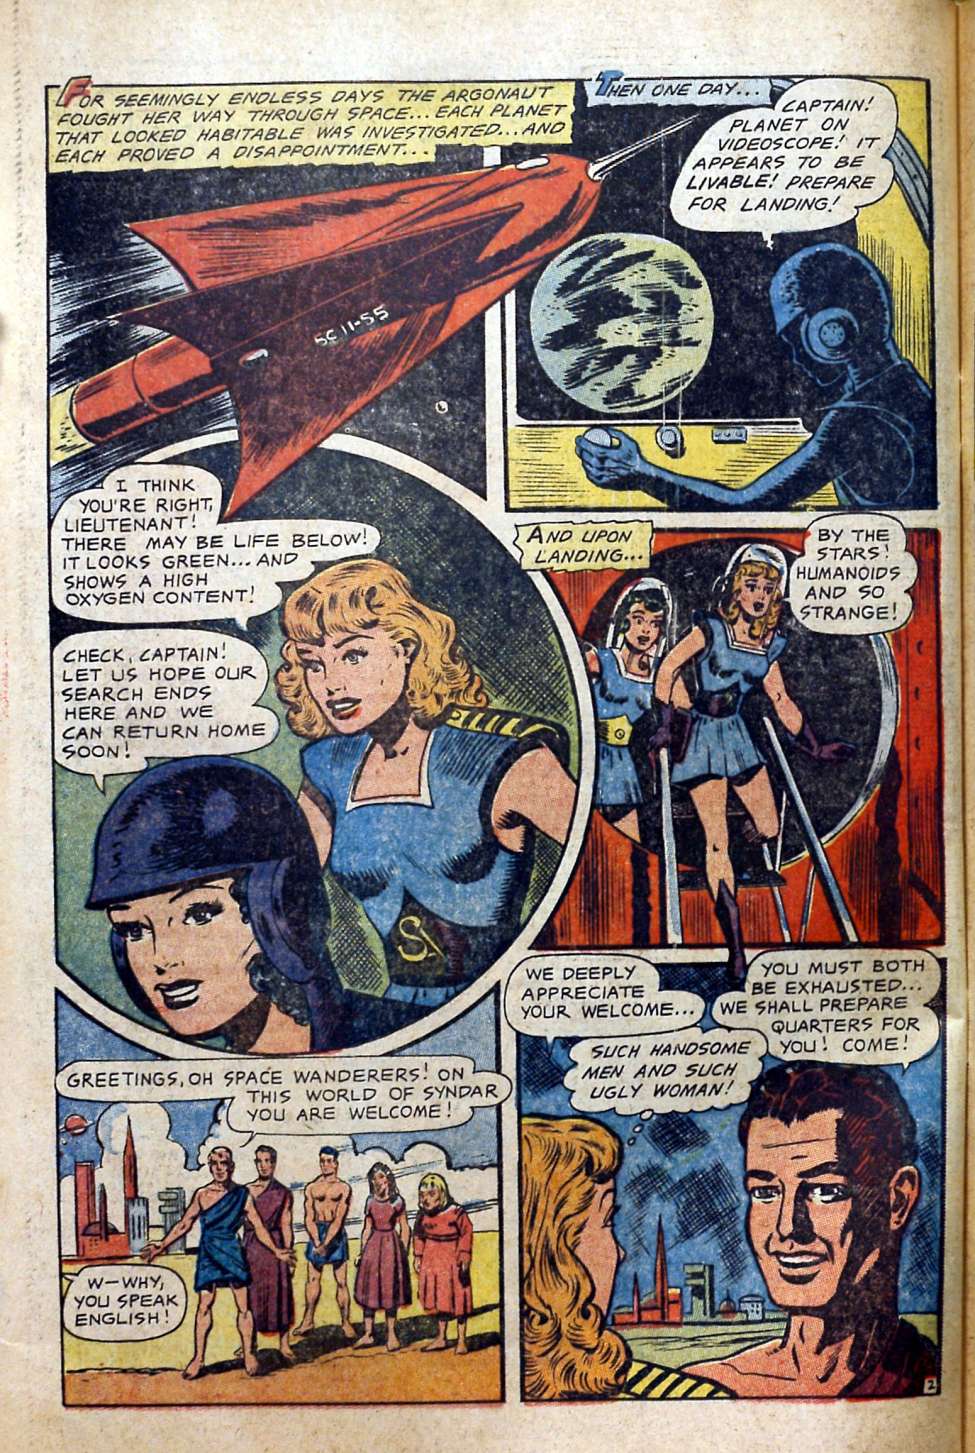 FOR SEEMINGLY ENDLESS DAYS THE ARGONAUT
FOUGHT HER WAY THROUGH SPACE... EACH PLANET
THAT LOOKED HABITABLE WAS INVESTIGATED... AND
EACH PROVED A DISAPPOINTMENT...
SC 11-55
THEN ONE DAY...
CAPTAIN!
PLANET ON
VIDEOSCOPE! IT
APPEARS TO BE
LIVABLE! PREPARE
FOR LANDING!
I THINK
YOU'RE RIGHT,
LIEUTENANT!
THERE MAY BE LIFE BELOW!
IT LOOKS GREEN... AND
SHOWS A HIGH
OXYGEN CONTENT!
CHECK, CAPTAIN!
LET US HOPE OUR
SEARCH ENDS
HERE AND WE
CAN RETURN HOME
SOON!
AND UPON
LANDING...
BY THE
STARS!
HUMANOIDS
AND SO
STRANGE!
GREETINGS, OH SPACE WANDERERS! ON
THIS WORLD OF SYNDAR
YOU ARE WELCOME!
W-WHY,
YOU SPEAK
ENGLISH!
WE DEEPLY
APPRECIATE
YOUR WELCOME...
SUCH HANDSOME
MEN AND SUCH
UGLY WOMAN!
YOU MUST BOTH
BE EXHAUSTED...
WE SHALL PREPARE
QUARTERS FOR
YOU! COME!
2